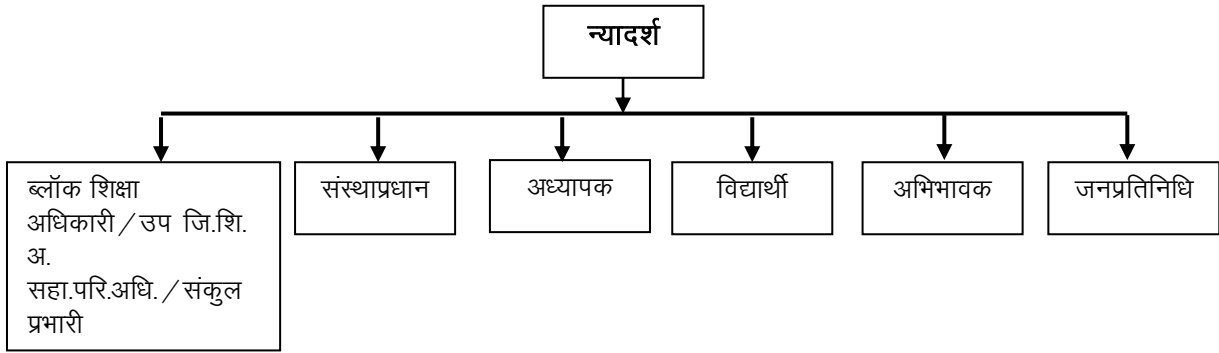 न्यादर्श
ब्लॉक शिक्षा
अधिकारी / उप जि.शि.
अ.
सहा.परि.अधि. / संकुल
प्रभारी
संस्थाप्रधान
अध्यापक
विद्यार्थी
अभिभावक
जनप्रतिनिधि